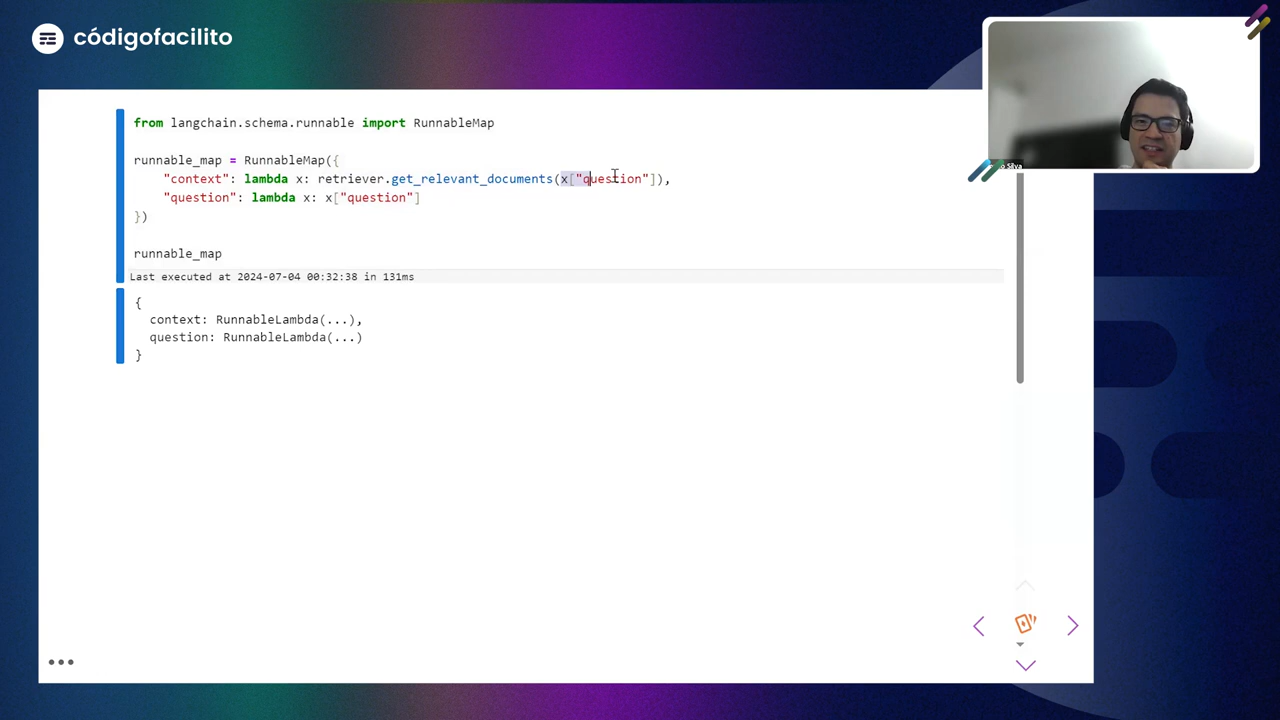 códigofacilito
from langchain.schema.runnable import RunnableMap
runnable_map = RunnableMap({
"context": lambda x: retriever.get_relevant_documents(x["question"]),
"question": lambda x: x["question"]
})
runnable_map
Last executed at 2024-07-04 00:32:38 in 131ms
{
context: RunnableLambda(...),
question: RunnableLambda(...)
}
Silva